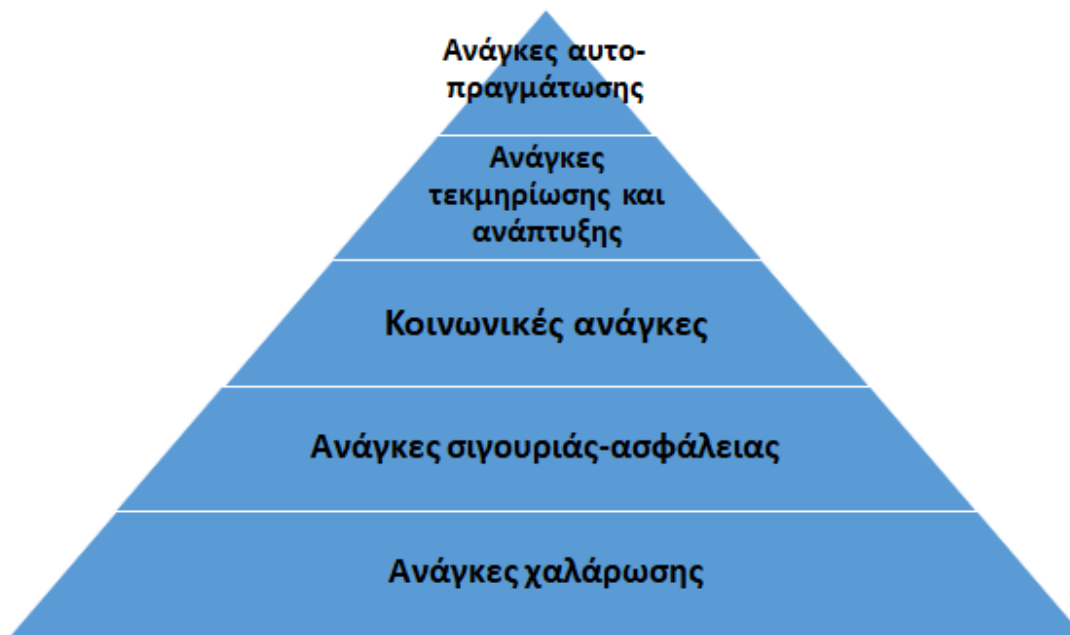 Ανάγκες αυτο-
πραγμάτωσης
Ανάγκες
τεκμηρίωσης και
ανάπτυξης
Κοινωνικές ανάγκες
Ανάγκες σιγουριάς-ασφάλειας
Ανάγκες χαλάρωσης